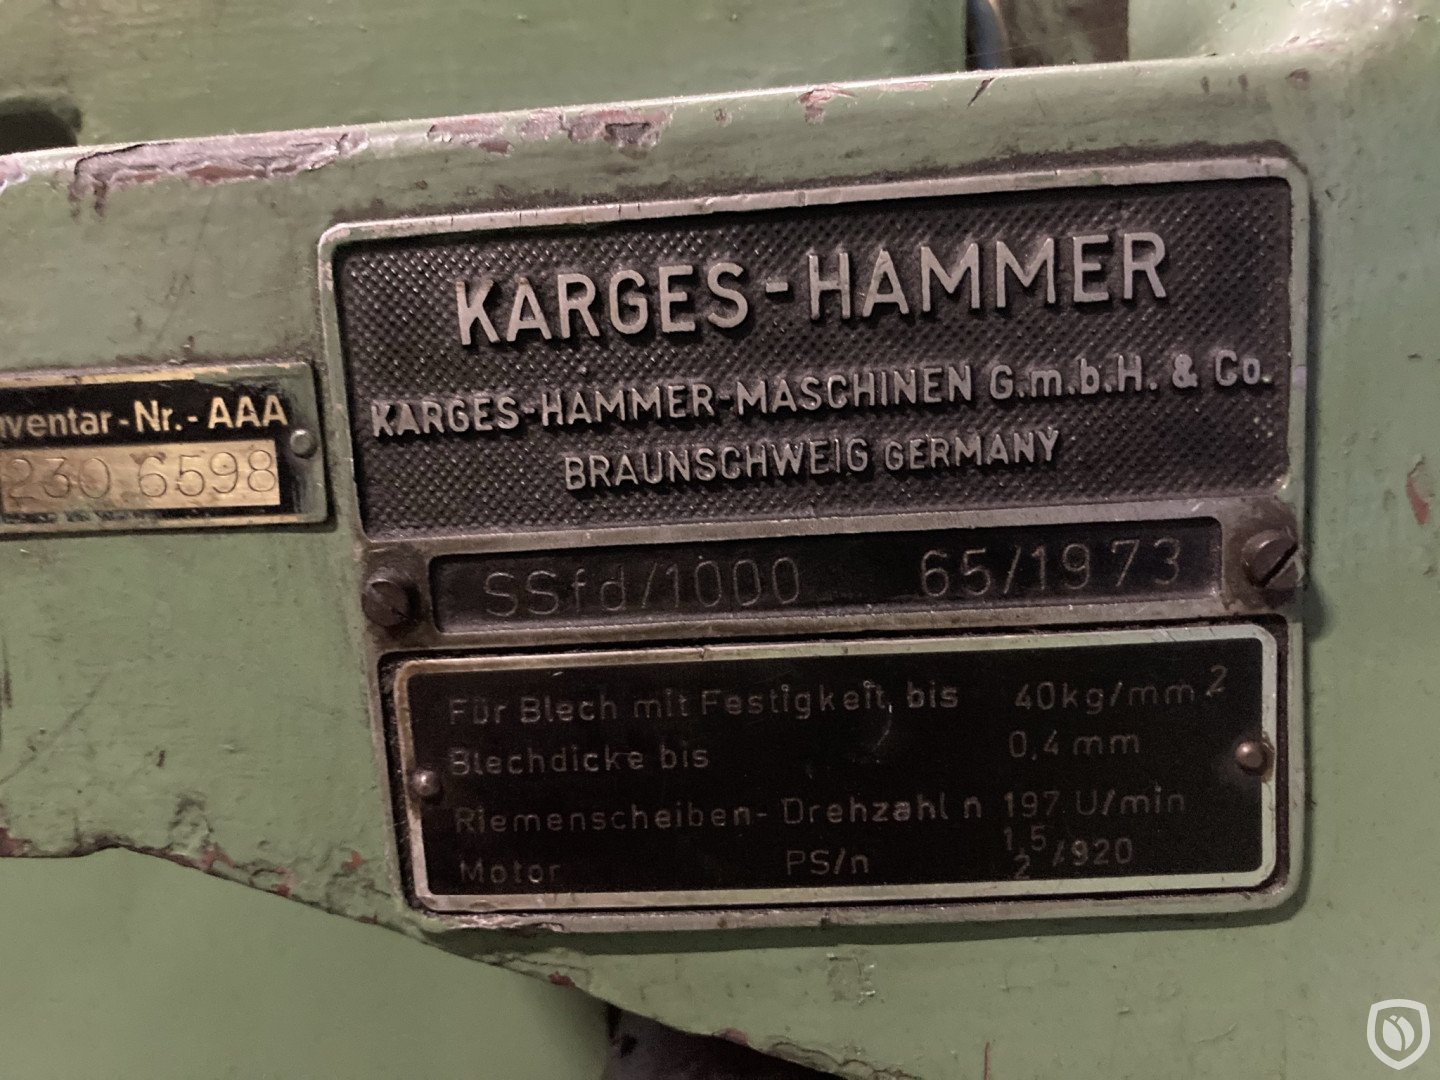 KARGES-HAMMER
KARGES-HAMMER-MASCHINEN G.m.b.H. & Co.
BRAUNSCHWEIG GERMANY
nventar-Nr.-AAA
230 6598
SSfd/1000 65/1973
Für Blech mit Festigkeit, bis 40kg/mm²
Blechdicke bis 0,4 mm
Riemenscheiben-Drehzahl n 197 U/min
Motor PS/n 1,5/2 /920